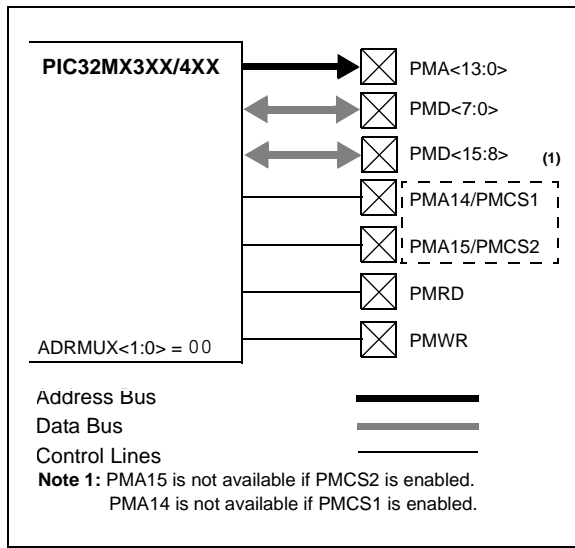 PIC32MX3XX/4XX
PMA<13:0>
PMD<7:0>
PMD<15:8> (1)
PMA14/PMCS1
PMA15/PMCS2
PMRD
PMWR
ADRMUX<1:0> = 00
Address Bus
Data Bus
Control Lines
Note 1: PMA15 is not available if PMCS2 is enabled.
PMA14 is not available if PMCS1 is enabled.